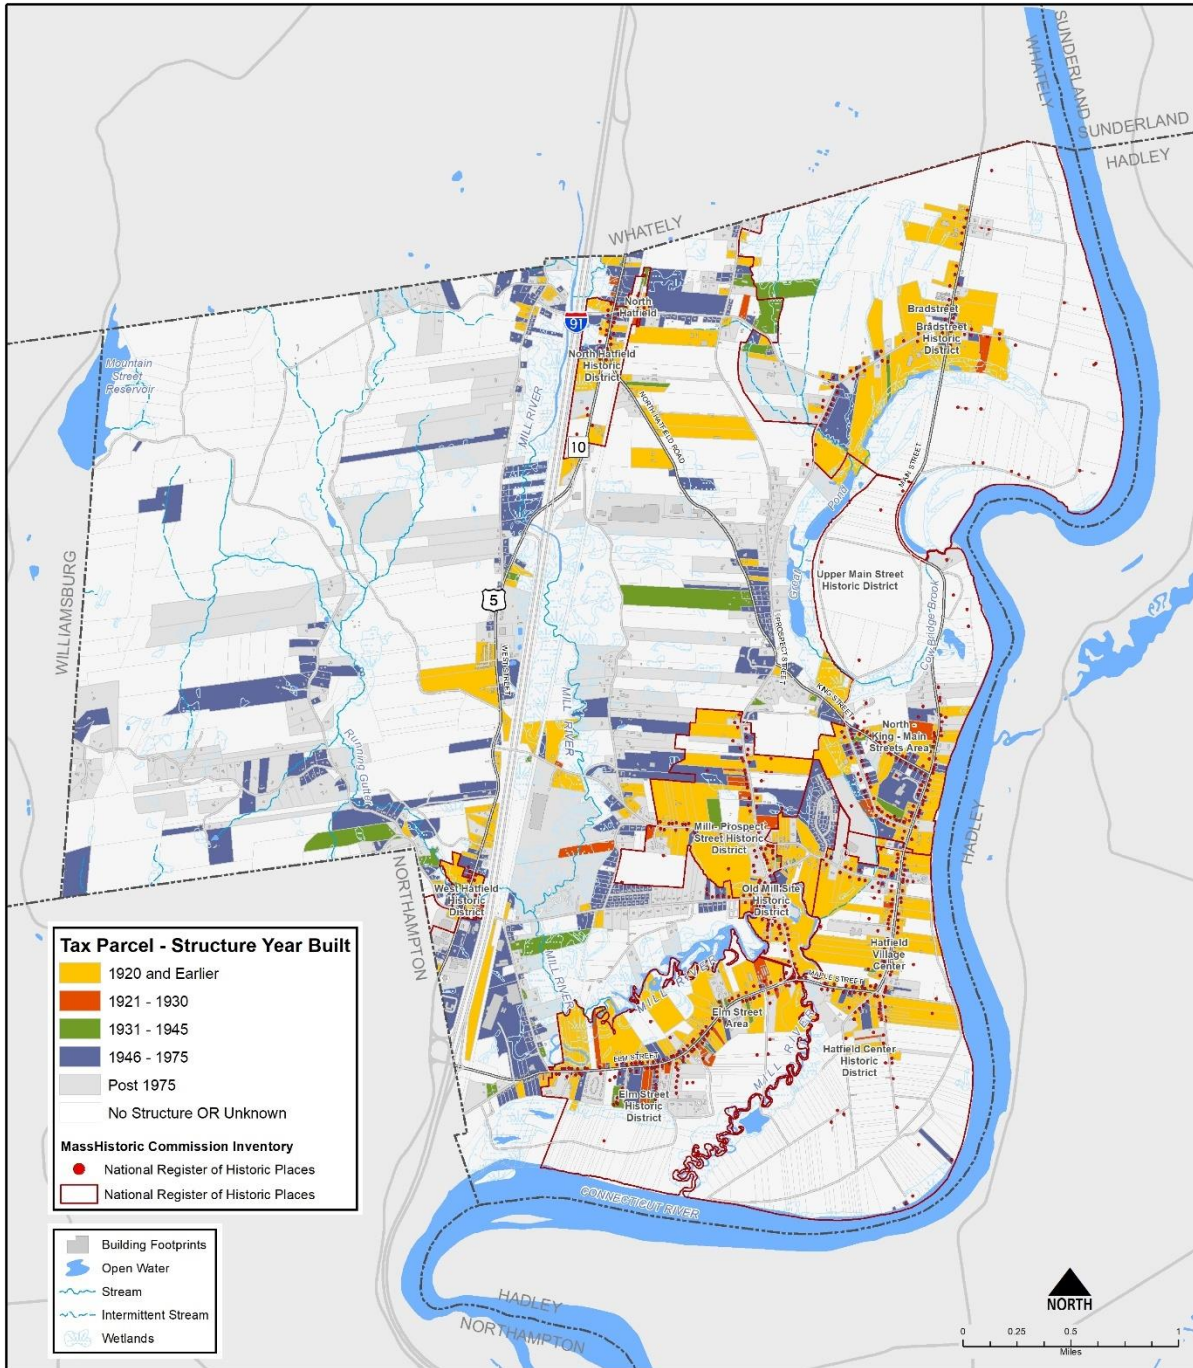 SUNDERLAND
WHATELY
SUNDERLAND
HADLEY
WHATELY
Mountain
Street
Reservoir
91
North
Hatfield
North Hatfield
Historic
District
Bradstreet
Bradstreet
Historic
District
MILL RIVER
10
NORTH HATFIELD ROAD
MAIN STREET
Great
Pond
WILLIAMSBURG
5
Upper Main Street
Historic District
Cow Bridge Brook
PROSPECT STREET
WEST STREET
MILL RIVER
KING STREET
North
King - Main
Streets Area
Running Gutter
HADLEY
Mill - Prospect
Street Historic
District
NORTHAMPTON
West Hatfield
Historic
District
Old Mill Site
Historic
District
Hatfield
Village
Center
MILL RIVER
MILL RIVER
MAPLE STREET
Elm Street
Area
MILL RIVER
ELM STREET
Hatfield Center
Historic
District
Elm Street
Historic
District
CONNECTICUT RIVER
HADLEY
NORTHAMPTON
Tax Parcel - Structure Year Built
1920 and Earlier
1921 - 1930
1931 - 1945
1946 - 1975
Post 1975
No Structure OR Unknown
MassHistoric Commission Inventory
National Register of Historic Places
National Register of Historic Places
Building Footprints
Open Water
Stream
Intermittent Stream
Wetlands
NORTH
0 0.25 0.5 1
Miles